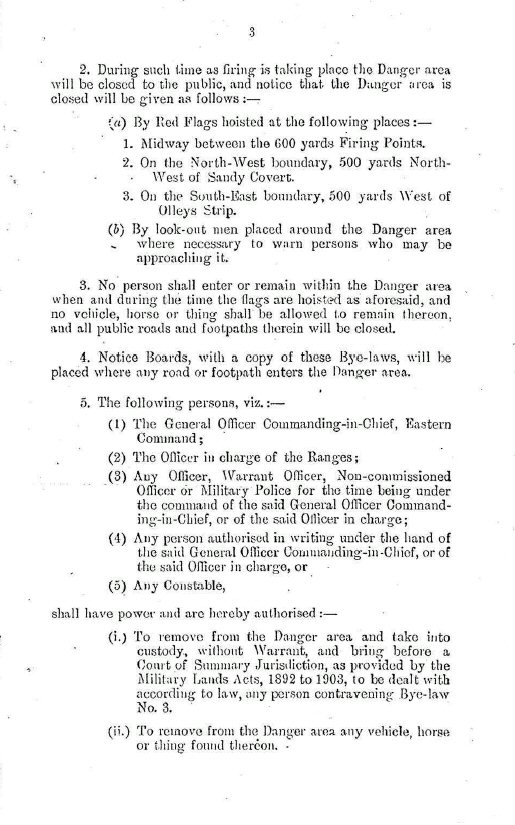 3
2. During such time as firing is taking place the Danger area
will be closed to the public, and notice that the Danger area is
closed will be given as follows :—
(a) By Red Flags hoisted at the following places :—
1. Midway between the 600 yards Firing Points.
2. On the North-West boundary, 500 yards North-
West of Sandy Covert.
3. On the South-East boundary, 500 yards West of
Olleys Strip.
(b) By look-out men placed around the Danger area
where necessary to warn persons who may be
approaching it.
3. No person shall enter or remain within the Danger area
when and during the time the flags are hoisted as aforesaid, and
no vehicle, horse or thing shall be allowed to remain thereon,
and all public roads and footpaths therein will be closed.
4. Notice Boards, with a copy of these Bye-laws, will be
placed where any road or footpath enters the Danger area.
5. The following persons, viz. :—
(1) The General Officer Commanding-in-Chief, Eastern
Command ;
(2) The Officer in charge of the Ranges ;
(3) Any Officer, Warrant Officer, Non-commissioned
Officer or Military Police for the time being under
the command of the said General Officer Command-
ing-in-Chief, or of the said Officer in charge ;
(4) Any person authorised in writing under the hand of
the said General Officer Commanding-in-Chief, or of
the said Officer in charge, or
(5) Any Constable,
shall have power and are hereby authorised :—
(i.) To remove from the Danger area and take into
custody, without Warrant, and bring before a
Court of Summary Jurisdiction, as provided by the
Military Lands Acts, 1892 to 1903, to be dealt with
according to law, any person contravening Bye-law
No. 3.
(ii.) To remove from the Danger area any vehicle, horse
or thing found thereon.